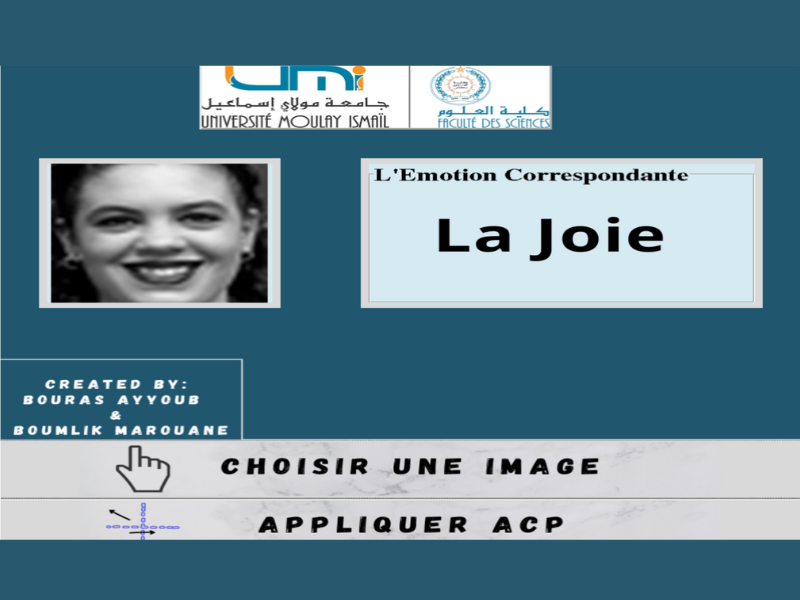 umi
جامعة مولاي إسماعيل
UNIVERSITÉ MOULAY ISMAÏL
كلية العلوم
FACULTÉ DES SCIENCES
L'Emotion Correspondante
La Joie
CREATED BY:
BOURAS AYYOUB
&
BOUMLIK MAROUANE
CHOISIR UNE IMAGE
APPLIQUER ACP